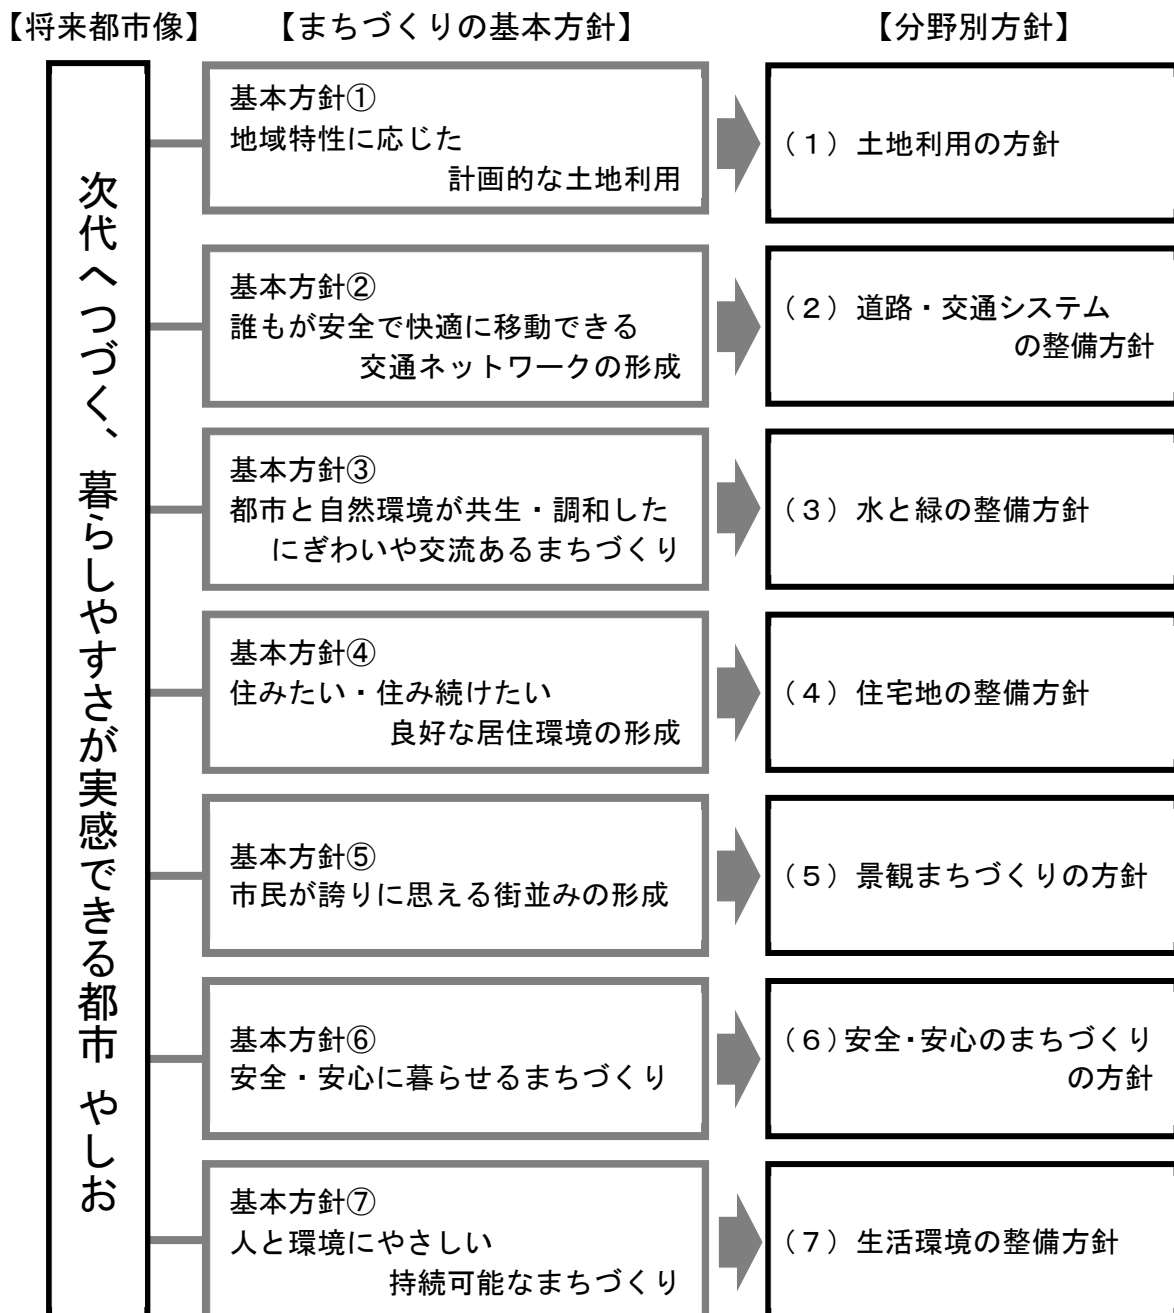 【将来都市像】
【まちづくりの基本方針】
【分野別方針】
次代へつづく、暮らしやすさが実感できる都市 やしお
基本方針①
地域特性に応じた
計画的な土地利用
(1)土地利用の方針
基本方針②
誰もが安全で快適に移動できる
交通ネットワークの形成
(2)道路・交通システム
の整備方針
基本方針③
都市と自然環境が共生・調和した
にぎわいや交流あるまちづくり
(3)水と緑の整備方針
基本方針④
住みたい・住み続けたい
良好な居住環境の形成
(4)住宅地の整備方針
基本方針⑤
市民が誇りに思える街並みの形成
(5)景観まちづくりの方針
基本方針⑥
安全・安心に暮らせるまちづくり
(6)安全・安心のまちづくり
の方針
基本方針⑦
人と環境にやさしい
持続可能なまちづくり
(7)生活環境の整備方針